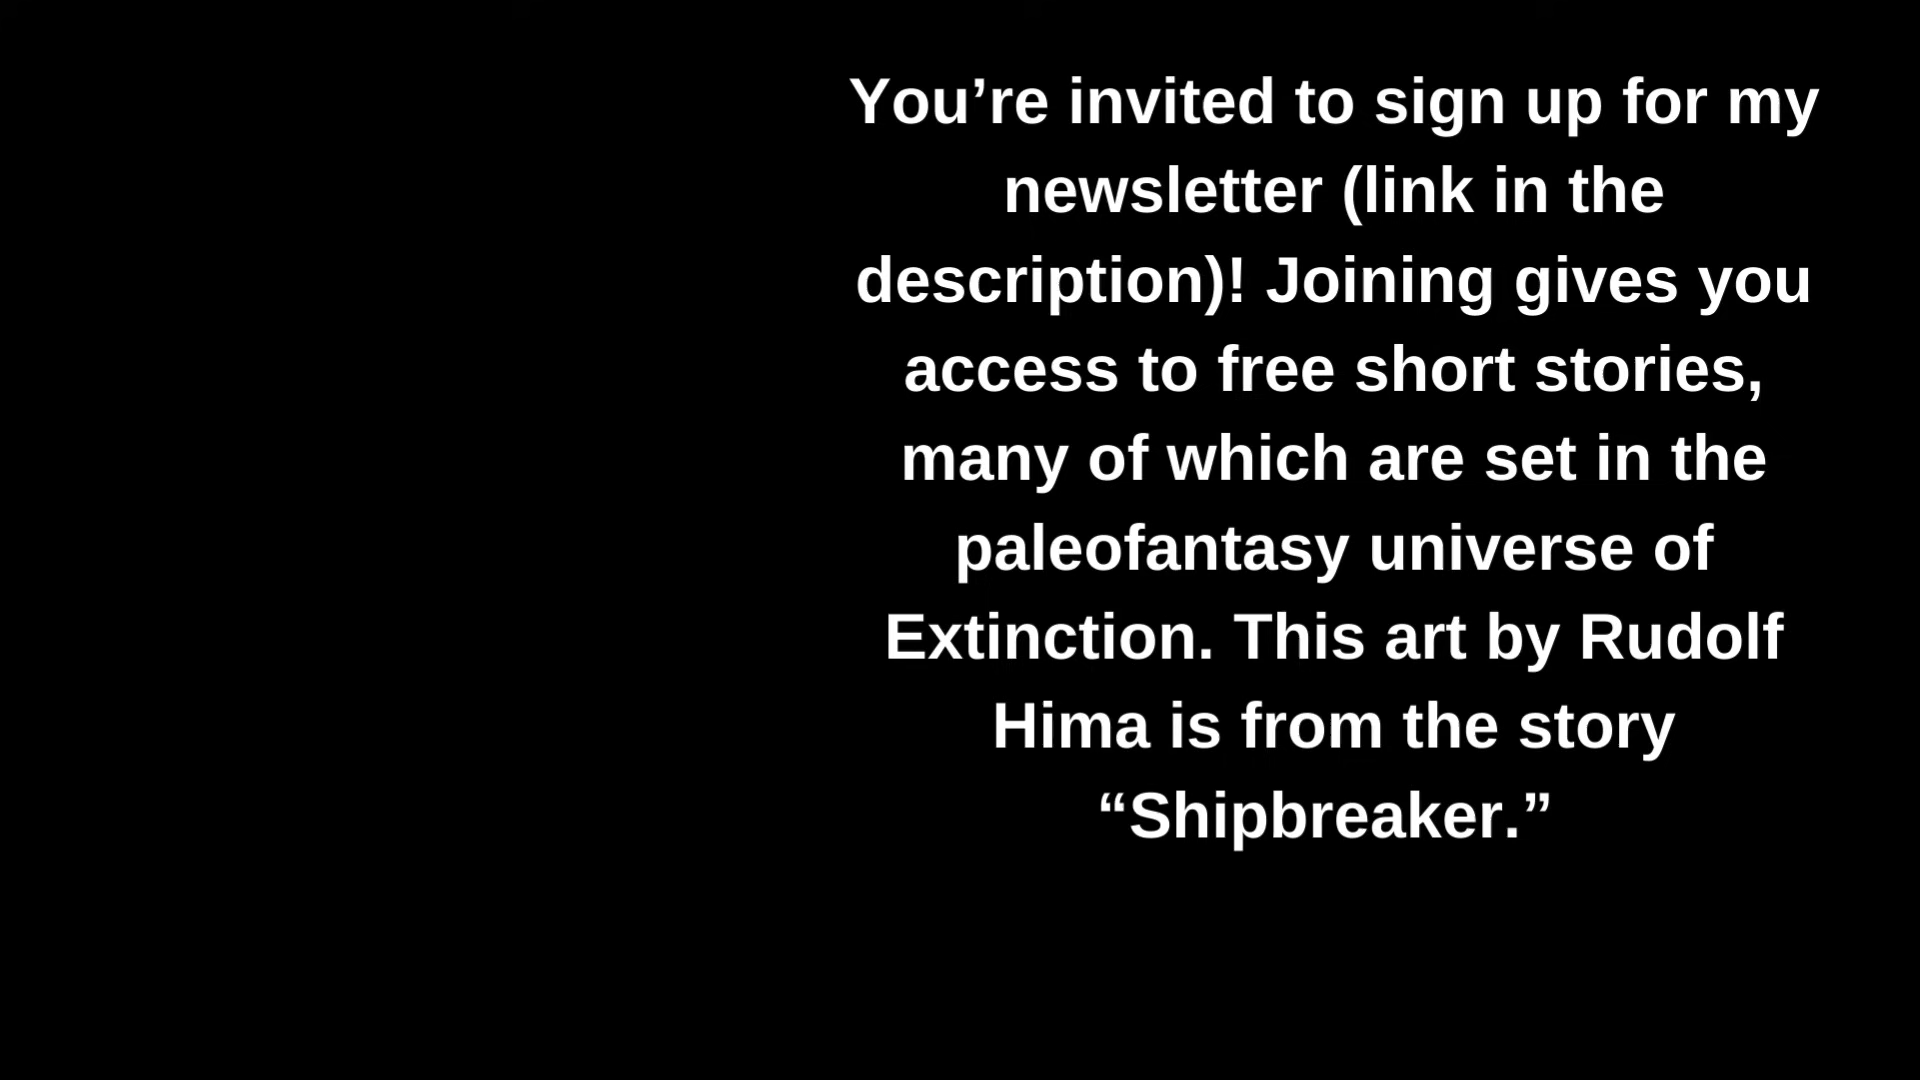 You’re invited to sign up for my
newsletter (link in the
description)! Joining gives you
access to free short stories,
many of which are set in the
paleofantasy universe of
Extinction. This art by Rudolf
Hima is from the story
“Shipbreaker.”